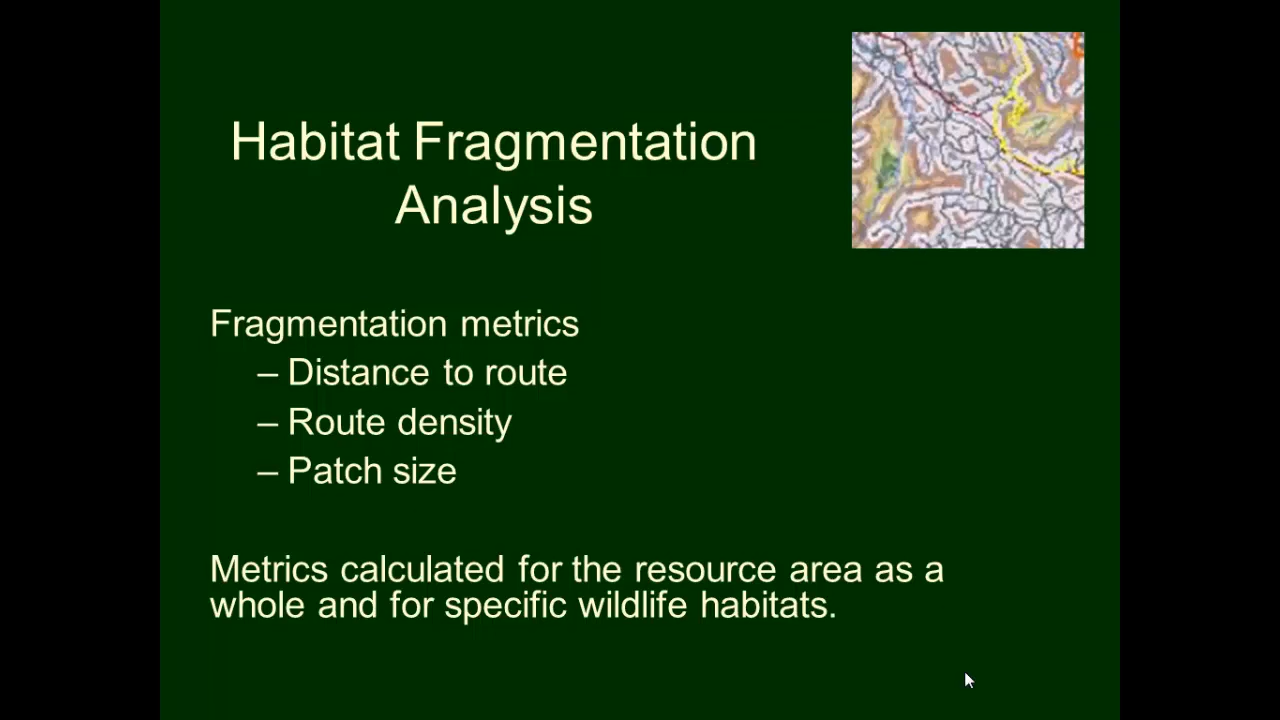 Habitat Fragmentation
Analysis
Fragmentation metrics
– Distance to route
– Route density
– Patch size
Metrics calculated for the resource area as a
whole and for specific wildlife habitats.